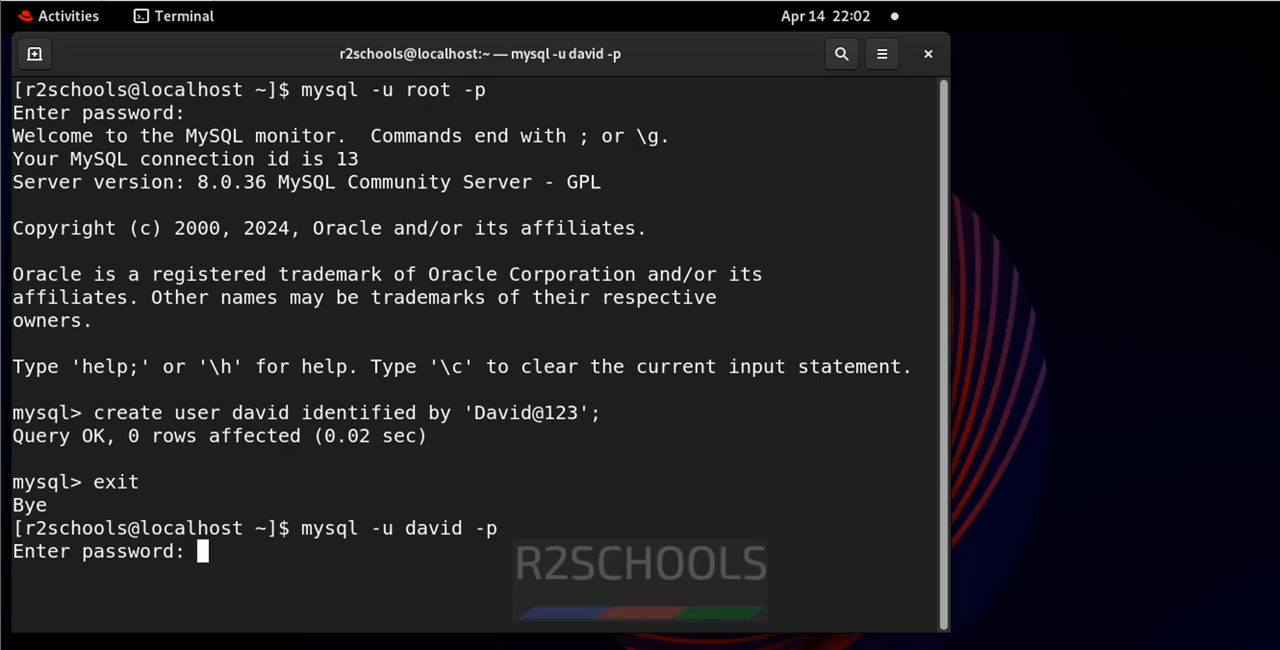 Activities Terminal Apr 14 22:02
r2schools@localhost:~ — mysql -u david -p
[r2schools@localhost ~]$ mysql -u root -p
Enter password:
Welcome to the MySQL monitor.  Commands end with ; or \g.
Your MySQL connection id is 13
Server version: 8.0.36 MySQL Community Server - GPL
Copyright (c) 2000, 2024, Oracle and/or its affiliates.
Oracle is a registered trademark of Oracle Corporation and/or its
affiliates. Other names may be trademarks of their respective
owners.
Type 'help;' or '\h' for help. Type '\c' to clear the current input statement.
mysql> create user david identified by 'David@123';
Query OK, 0 rows affected (0.02 sec)
mysql> exit
Bye
[r2schools@localhost ~]$ mysql -u david -p
Enter password:
R2SCHOOLS